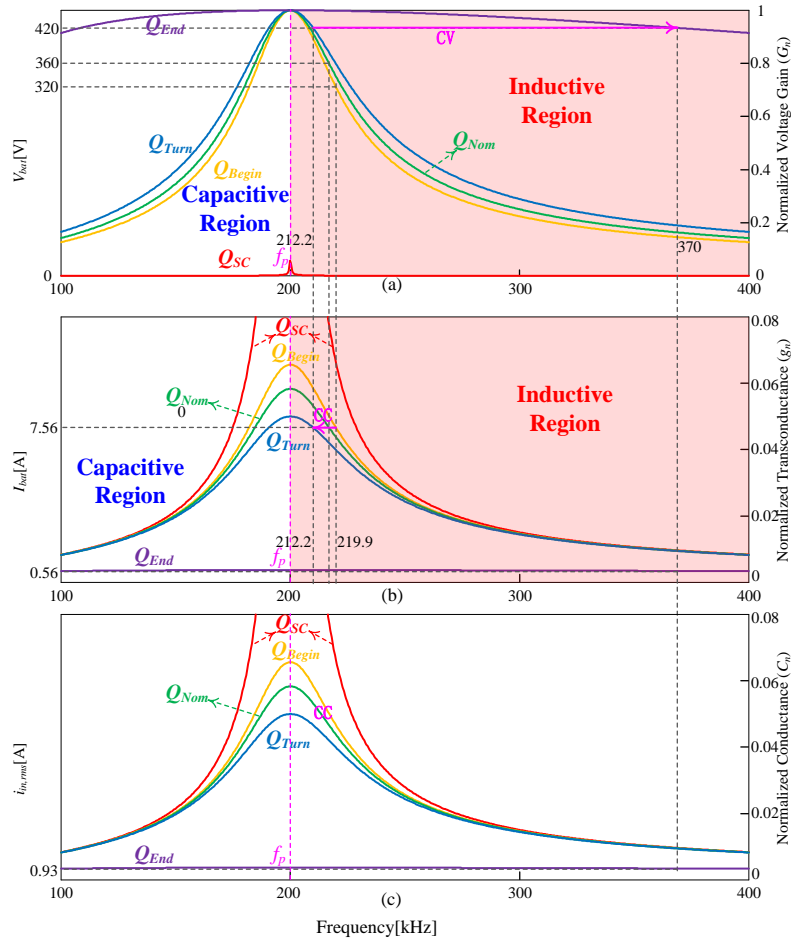 Q_End
1
420
CV
360
0.8
320
Inductive
Region
0.6
Q_Turn
Q_Nom
V_bat[V]
Normalized Voltage Gain (G_n)
0.4
Q_Begin
Capacitive
Region
0.2
212.2
370
Q_SC
f_p
0
0
100
200
(a)
300
400
0.08
Q_SC
Q_Begin
0.06
Inductive
Region
Q_Nom
0
CC
7.56
Q_Turn
0.04
I_bat[A]
Normalized Transconductance (g_n)
Capacitive
Region
0.02
212.2
219.9
Q_End
f_p
0.56
0
100
200
(b)
300
400
0.08
Q_SC
Q_Begin
0.06
Q_Nom
CC
Q_Turn
0.04
i_in,rms[A]
Normalized Conductance (C_n)
0.02
Q_End
f_p
0.93
0
100
200
(c)
300
400
Frequency[kHz]